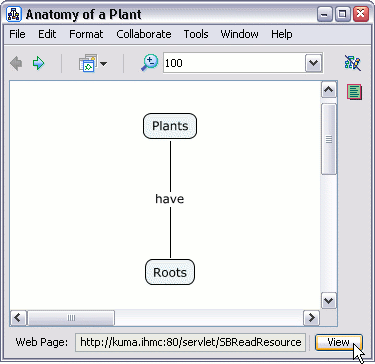 Anatomy of a Plant
File Edit Format Collaborate Tools Window Help
100
Plants
have
Roots
Web Page: http://kuma.ihmc:80/servlet/SBReadResource View